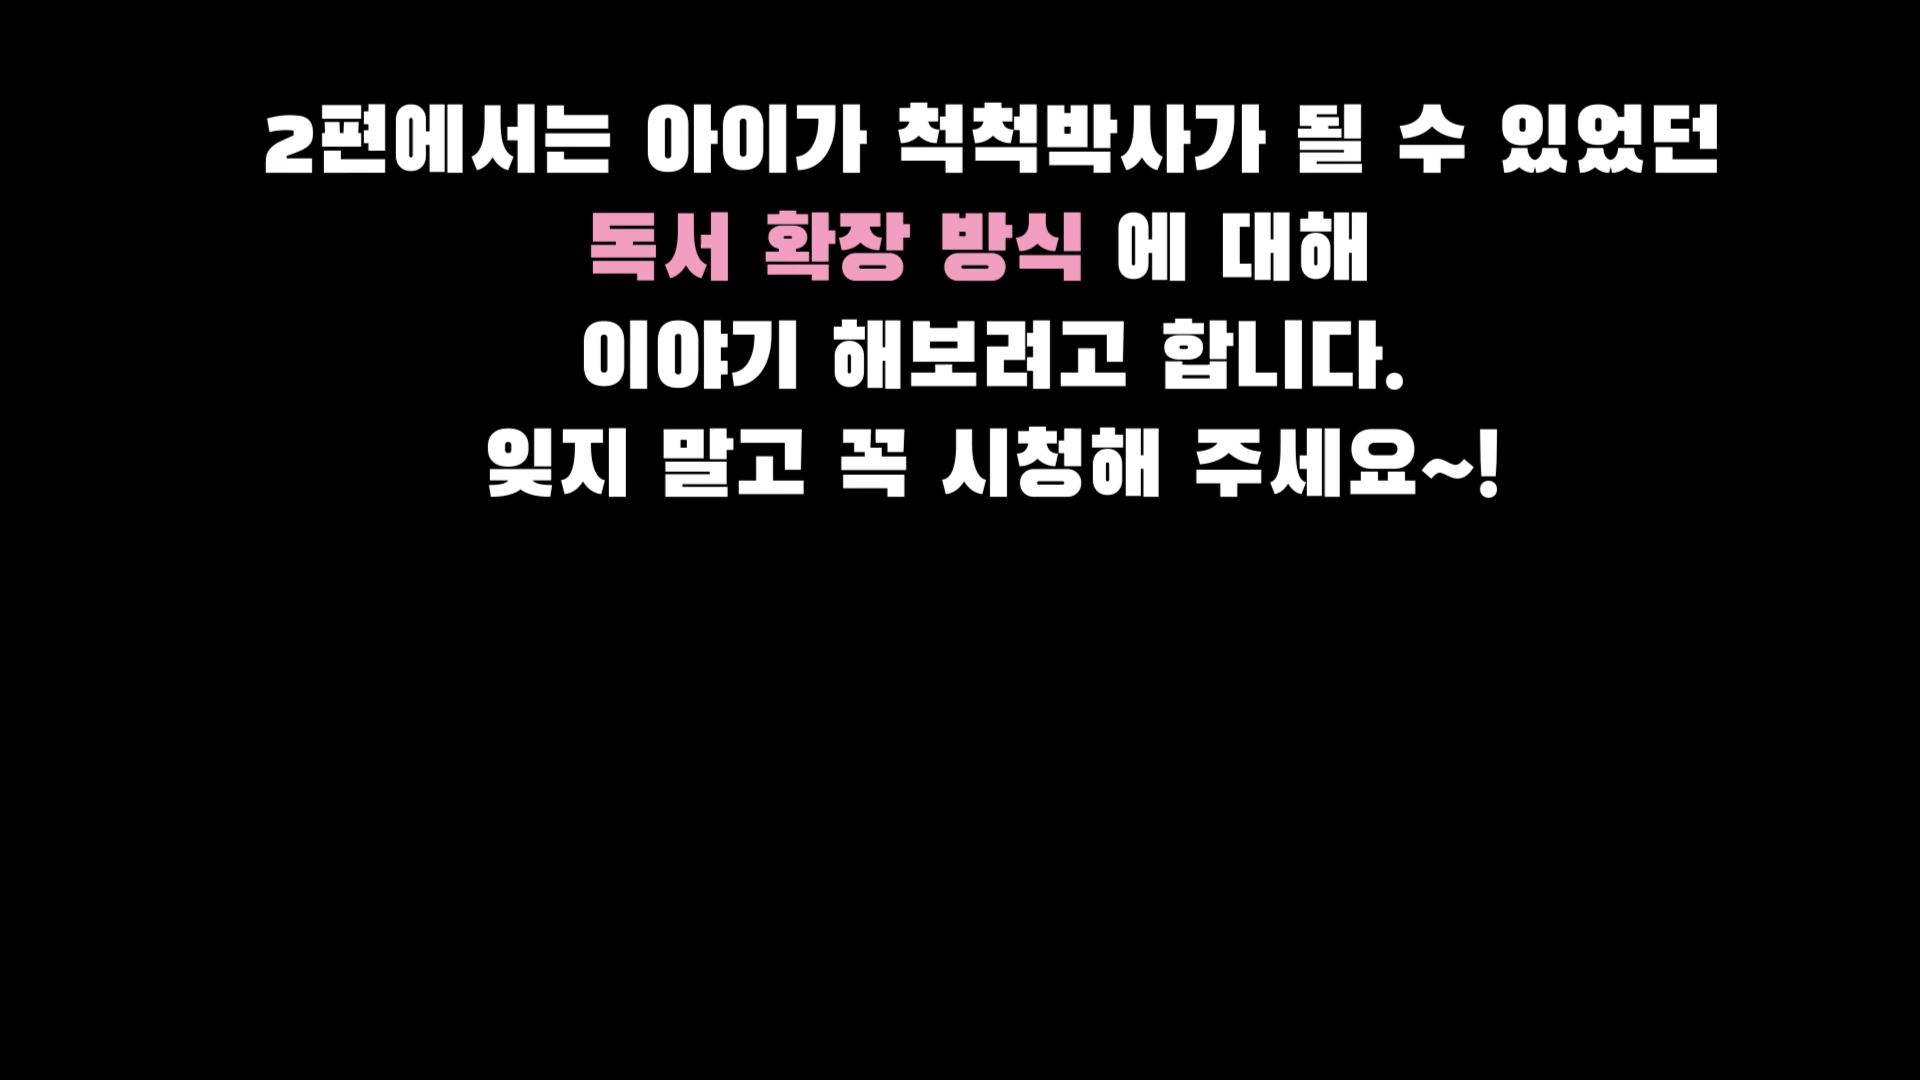 2편에서는 아이가 척척박사가 될 수 있었던
독서 확장 방식 에 대해
이야기 해보려고 합니다.
잊지 말고 꼭 시청해 주세요~!